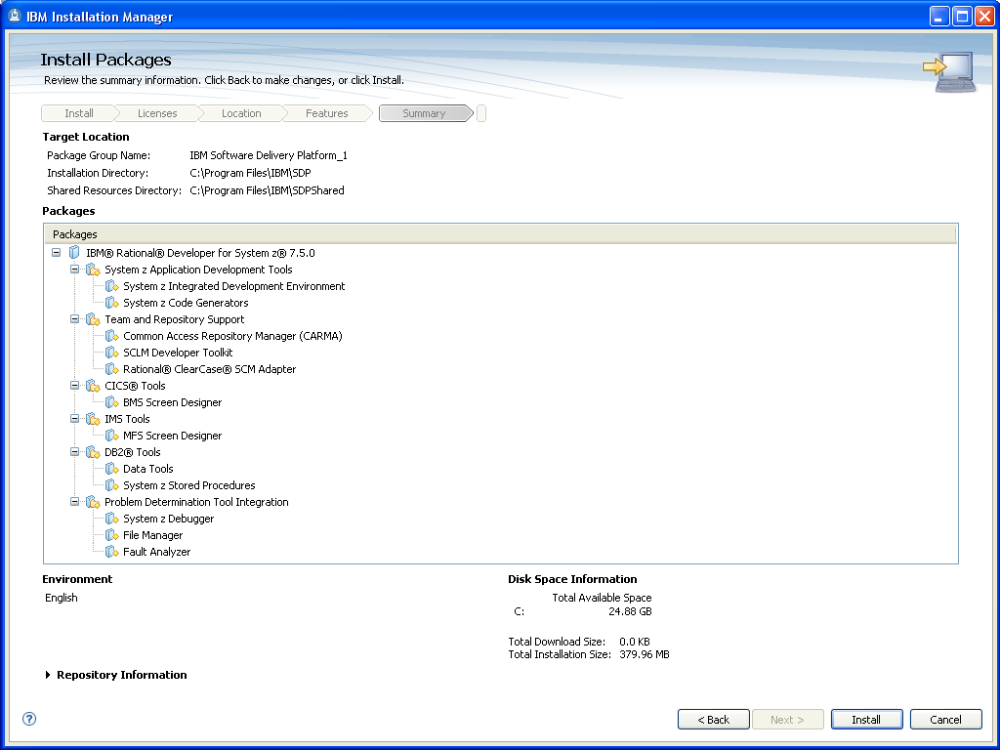 IBM Installation Manager
Install Packages
Review the summary information. Click Back to make changes, or click Install.
Install Licenses Location Features Summary
Target Location
Package Group Name: IBM Software Delivery Platform_1
Installation Directory: C:\Program Files\IBM\SDP
Shared Resources Directory: C:\Program Files\IBM\SDPShared
Packages
Packages
IBM® Rational® Developer for System z® 7.5.0
System z Application Development Tools
System z Integrated Development Environment
System z Code Generators
Team and Repository Support
Common Access Repository Manager (CARMA)
SCLM Developer Toolkit
Rational® ClearCase® SCM Adapter
CICS® Tools
BMS Screen Designer
IMS Tools
MFS Screen Designer
DB2® Tools
Data Tools
System z Stored Procedures
Problem Determination Tool Integration
System z Debugger
File Manager
Fault Analyzer
Environment
English
Disk Space Information
Total Available Space
C: 24.88 GB
Total Download Size: 0.0 KB
Total Installation Size: 379.96 MB
Repository Information
? < Back Next > Install Cancel